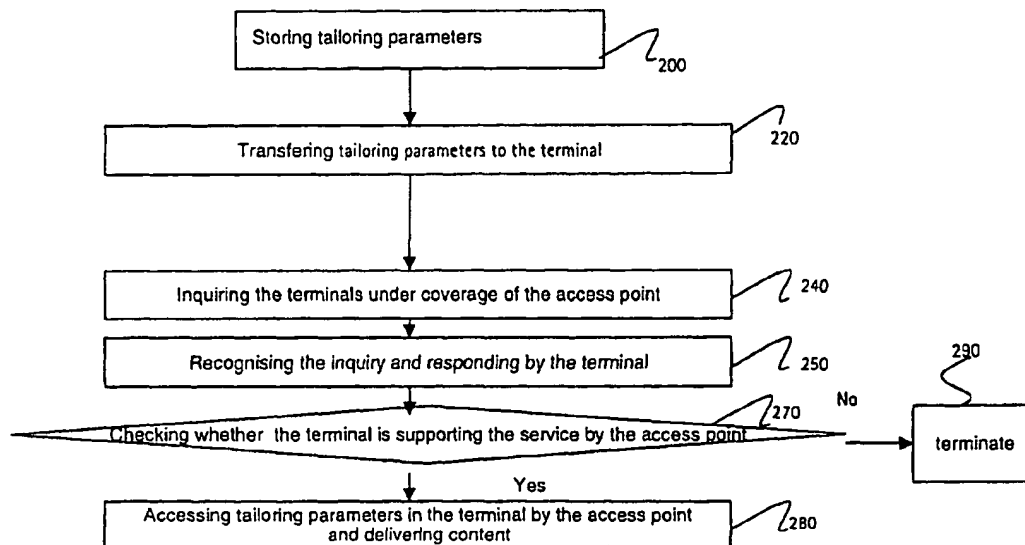 Storing tailoring parameters
200
Transfering tailoring parameters to the terminal
220
Inquiring the terminals under coverage of the access point
240
Recognising the inquiry and responding by the terminal
250
290
No
270
Checking whether the terminal is supporting the service by the access point
terminate
Yes
Accessing tailoring parameters in the terminal by the access point
and delivering content
280